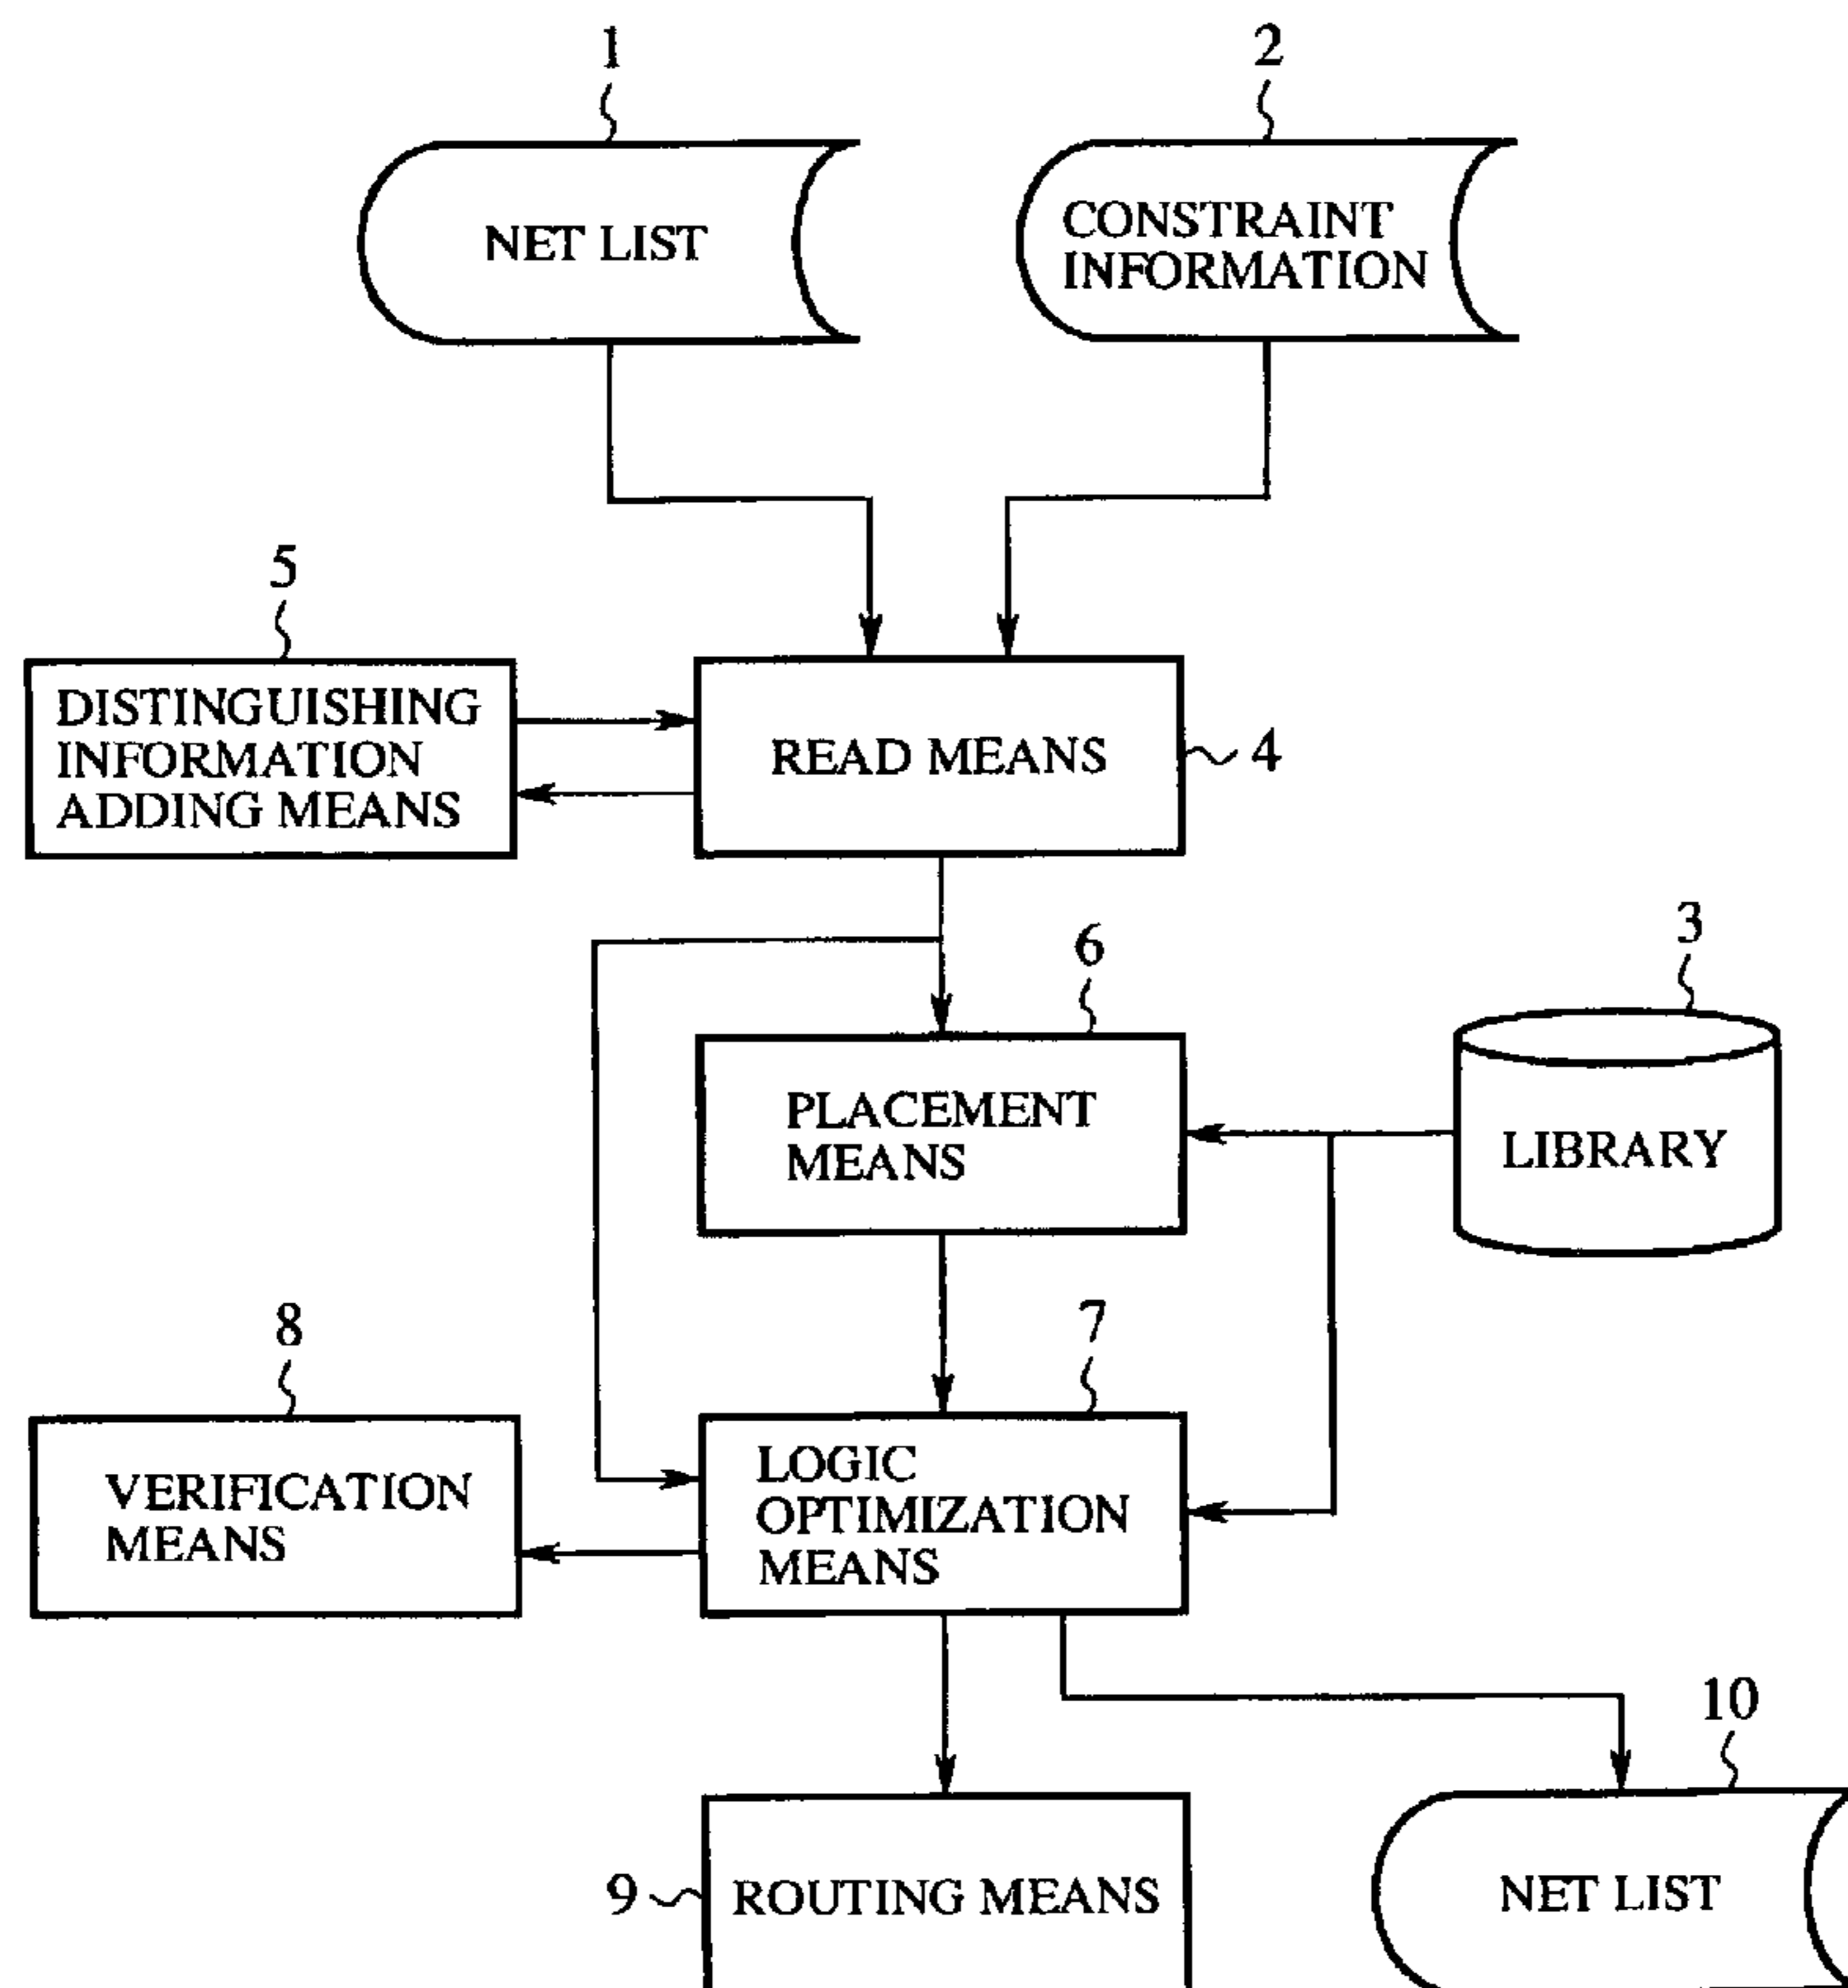 1
2
NET LIST
CONSTRAINT
INFORMATION
5
DISTINGUISHING
INFORMATION
ADDING MEANS
READ MEANS
4
6
3
PLACEMENT
MEANS
LIBRARY
8
7
VERIFICATION
MEANS
LOGIC
OPTIMIZATION
MEANS
10
9
ROUTING MEANS
NET LIST